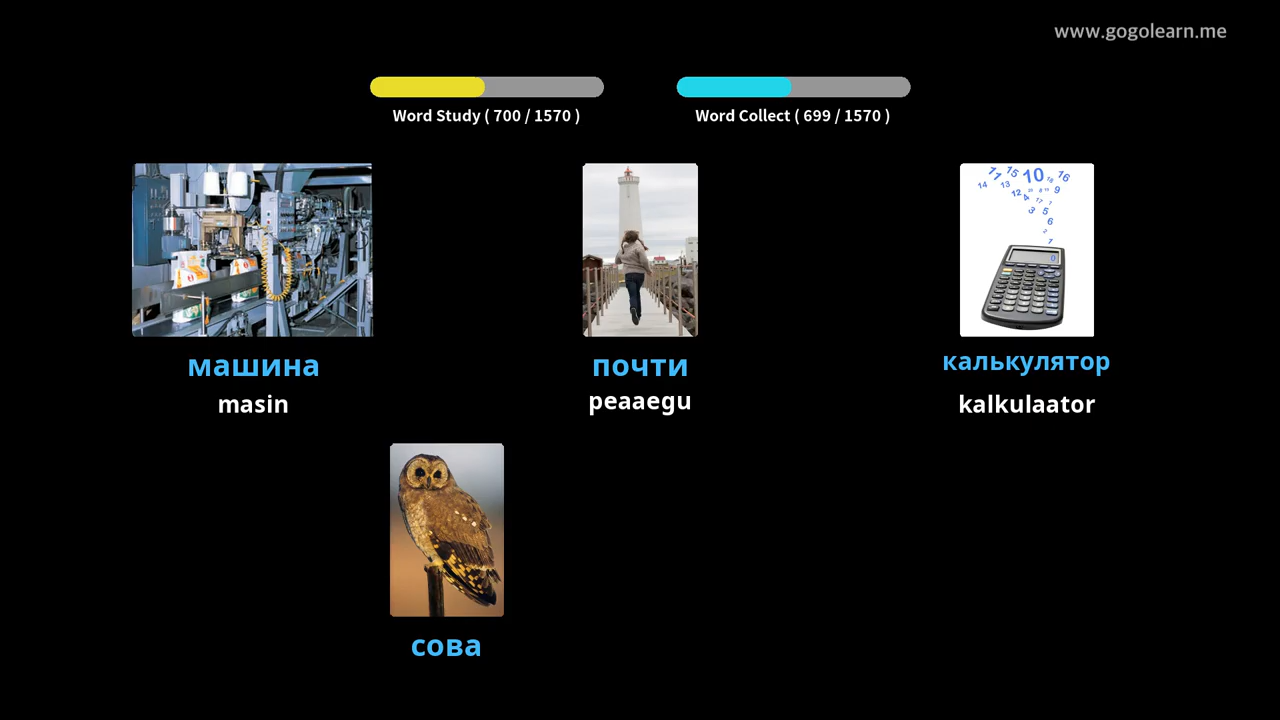 www.gogolearn.me
Word Study ( 700 / 1570 )
Word Collect ( 699 / 1570 )
машина
masin
почти
peaaegu
калькулятор
kalkulaator
сова